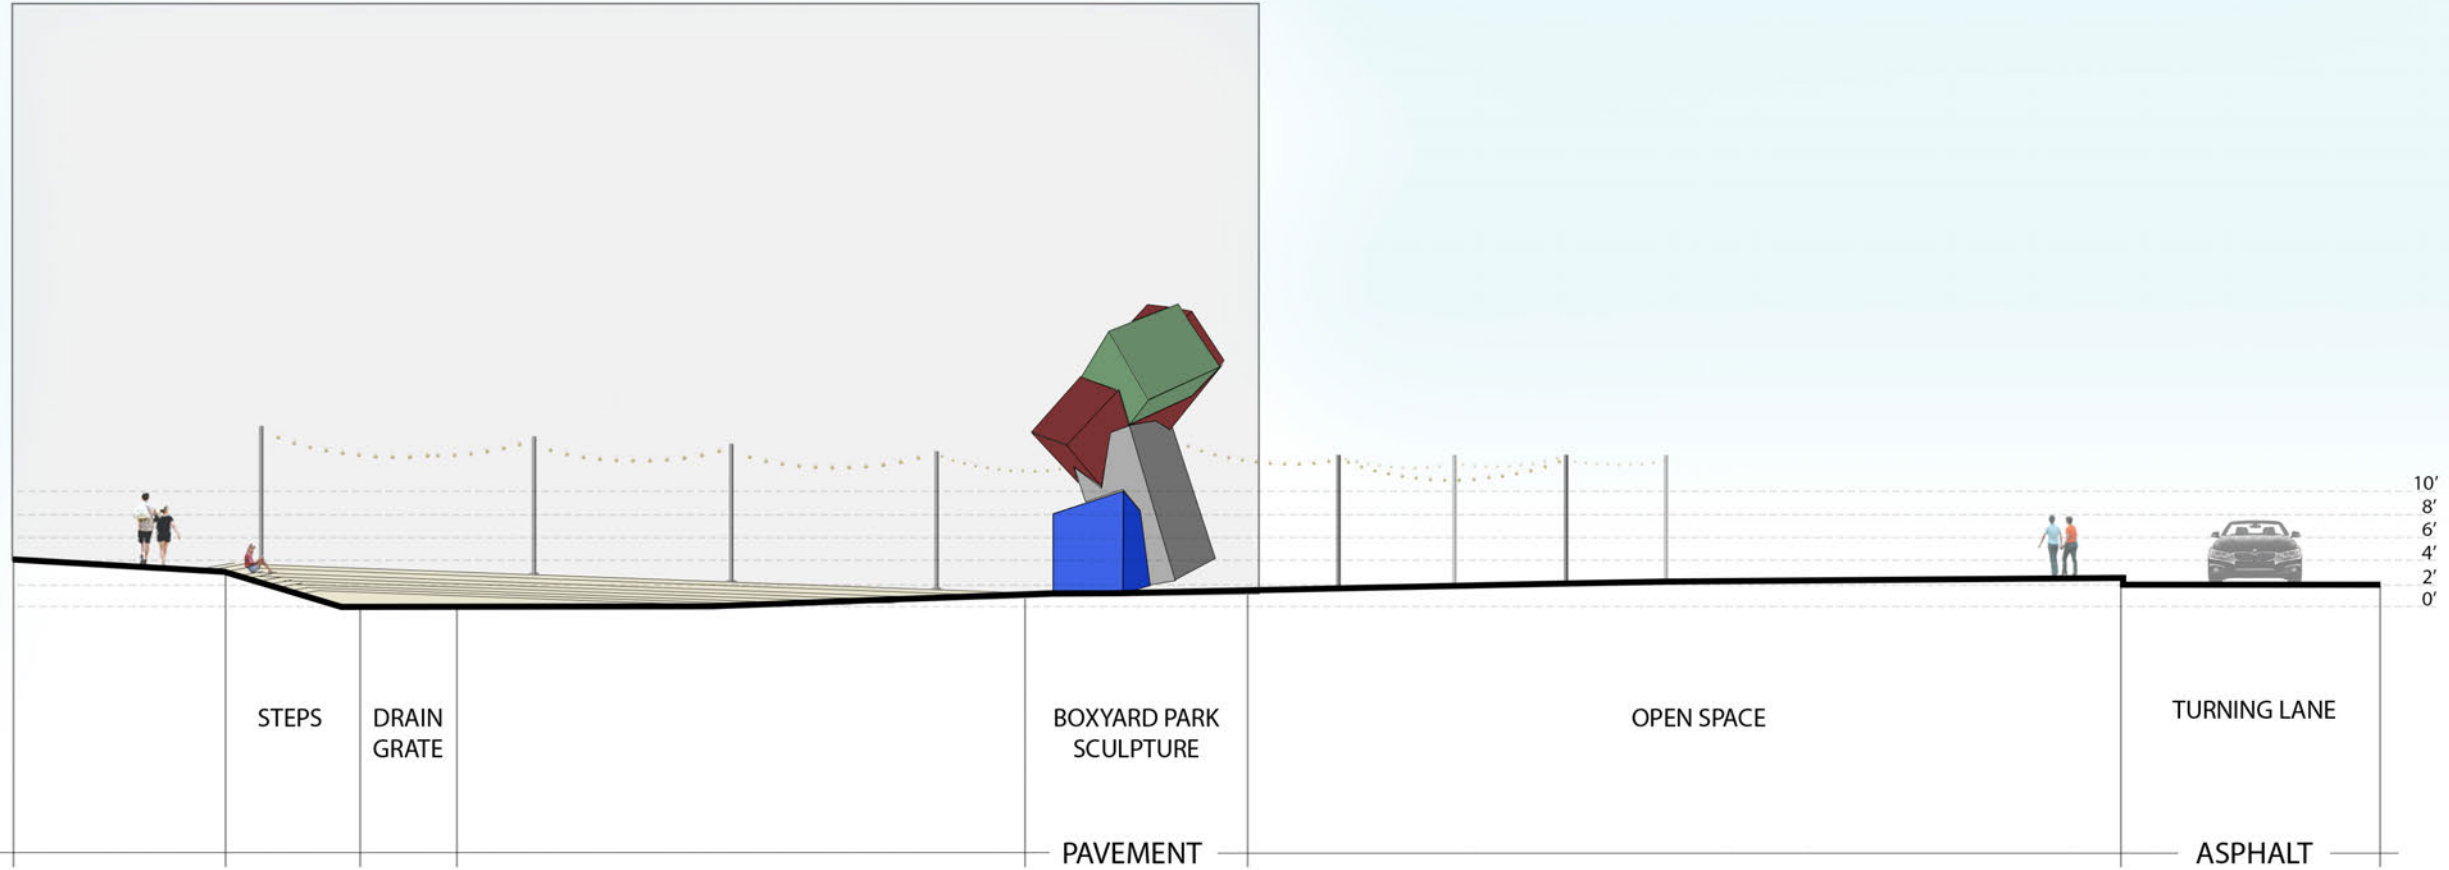 10'
8'
6'
4'
2'
0'
STEPS
DRAIN
GRATE
BOXYARD PARK
SCULPTURE
OPEN SPACE
TURNING LANE
PAVEMENT
ASPHALT